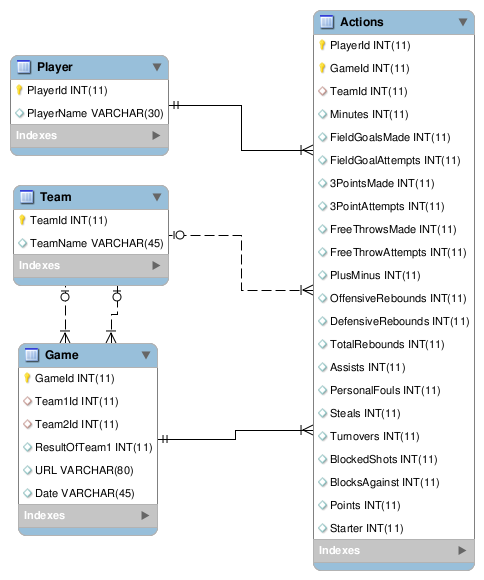 Player
PlayerId INT(11)
PlayerName VARCHAR(30)
Indexes
Team
TeamId INT(11)
TeamName VARCHAR(45)
Indexes
Game
GameId INT(11)
Team1Id INT(11)
Team2Id INT(11)
ResultOfTeam1 INT(11)
URL VARCHAR(80)
Date VARCHAR(45)
Indexes
Actions
PlayerId INT(11)
GameId INT(11)
TeamId INT(11)
Minutes INT(11)
FieldGoalsMade INT(11)
FieldGoalAttempts INT(11)
3PointsMade INT(11)
3PointAttempts INT(11)
FreeThrowsMade INT(11)
FreeThrowAttempts INT(11)
PlusMinus INT(11)
OffensiveRebounds INT(11)
DefensiveRebounds INT(11)
TotalRebounds INT(11)
Assists INT(11)
PersonalFouls INT(11)
Steals INT(11)
Turnovers INT(11)
BlockedShots INT(11)
BlocksAgainst INT(11)
Points INT(11)
Starter INT(11)
Indexes